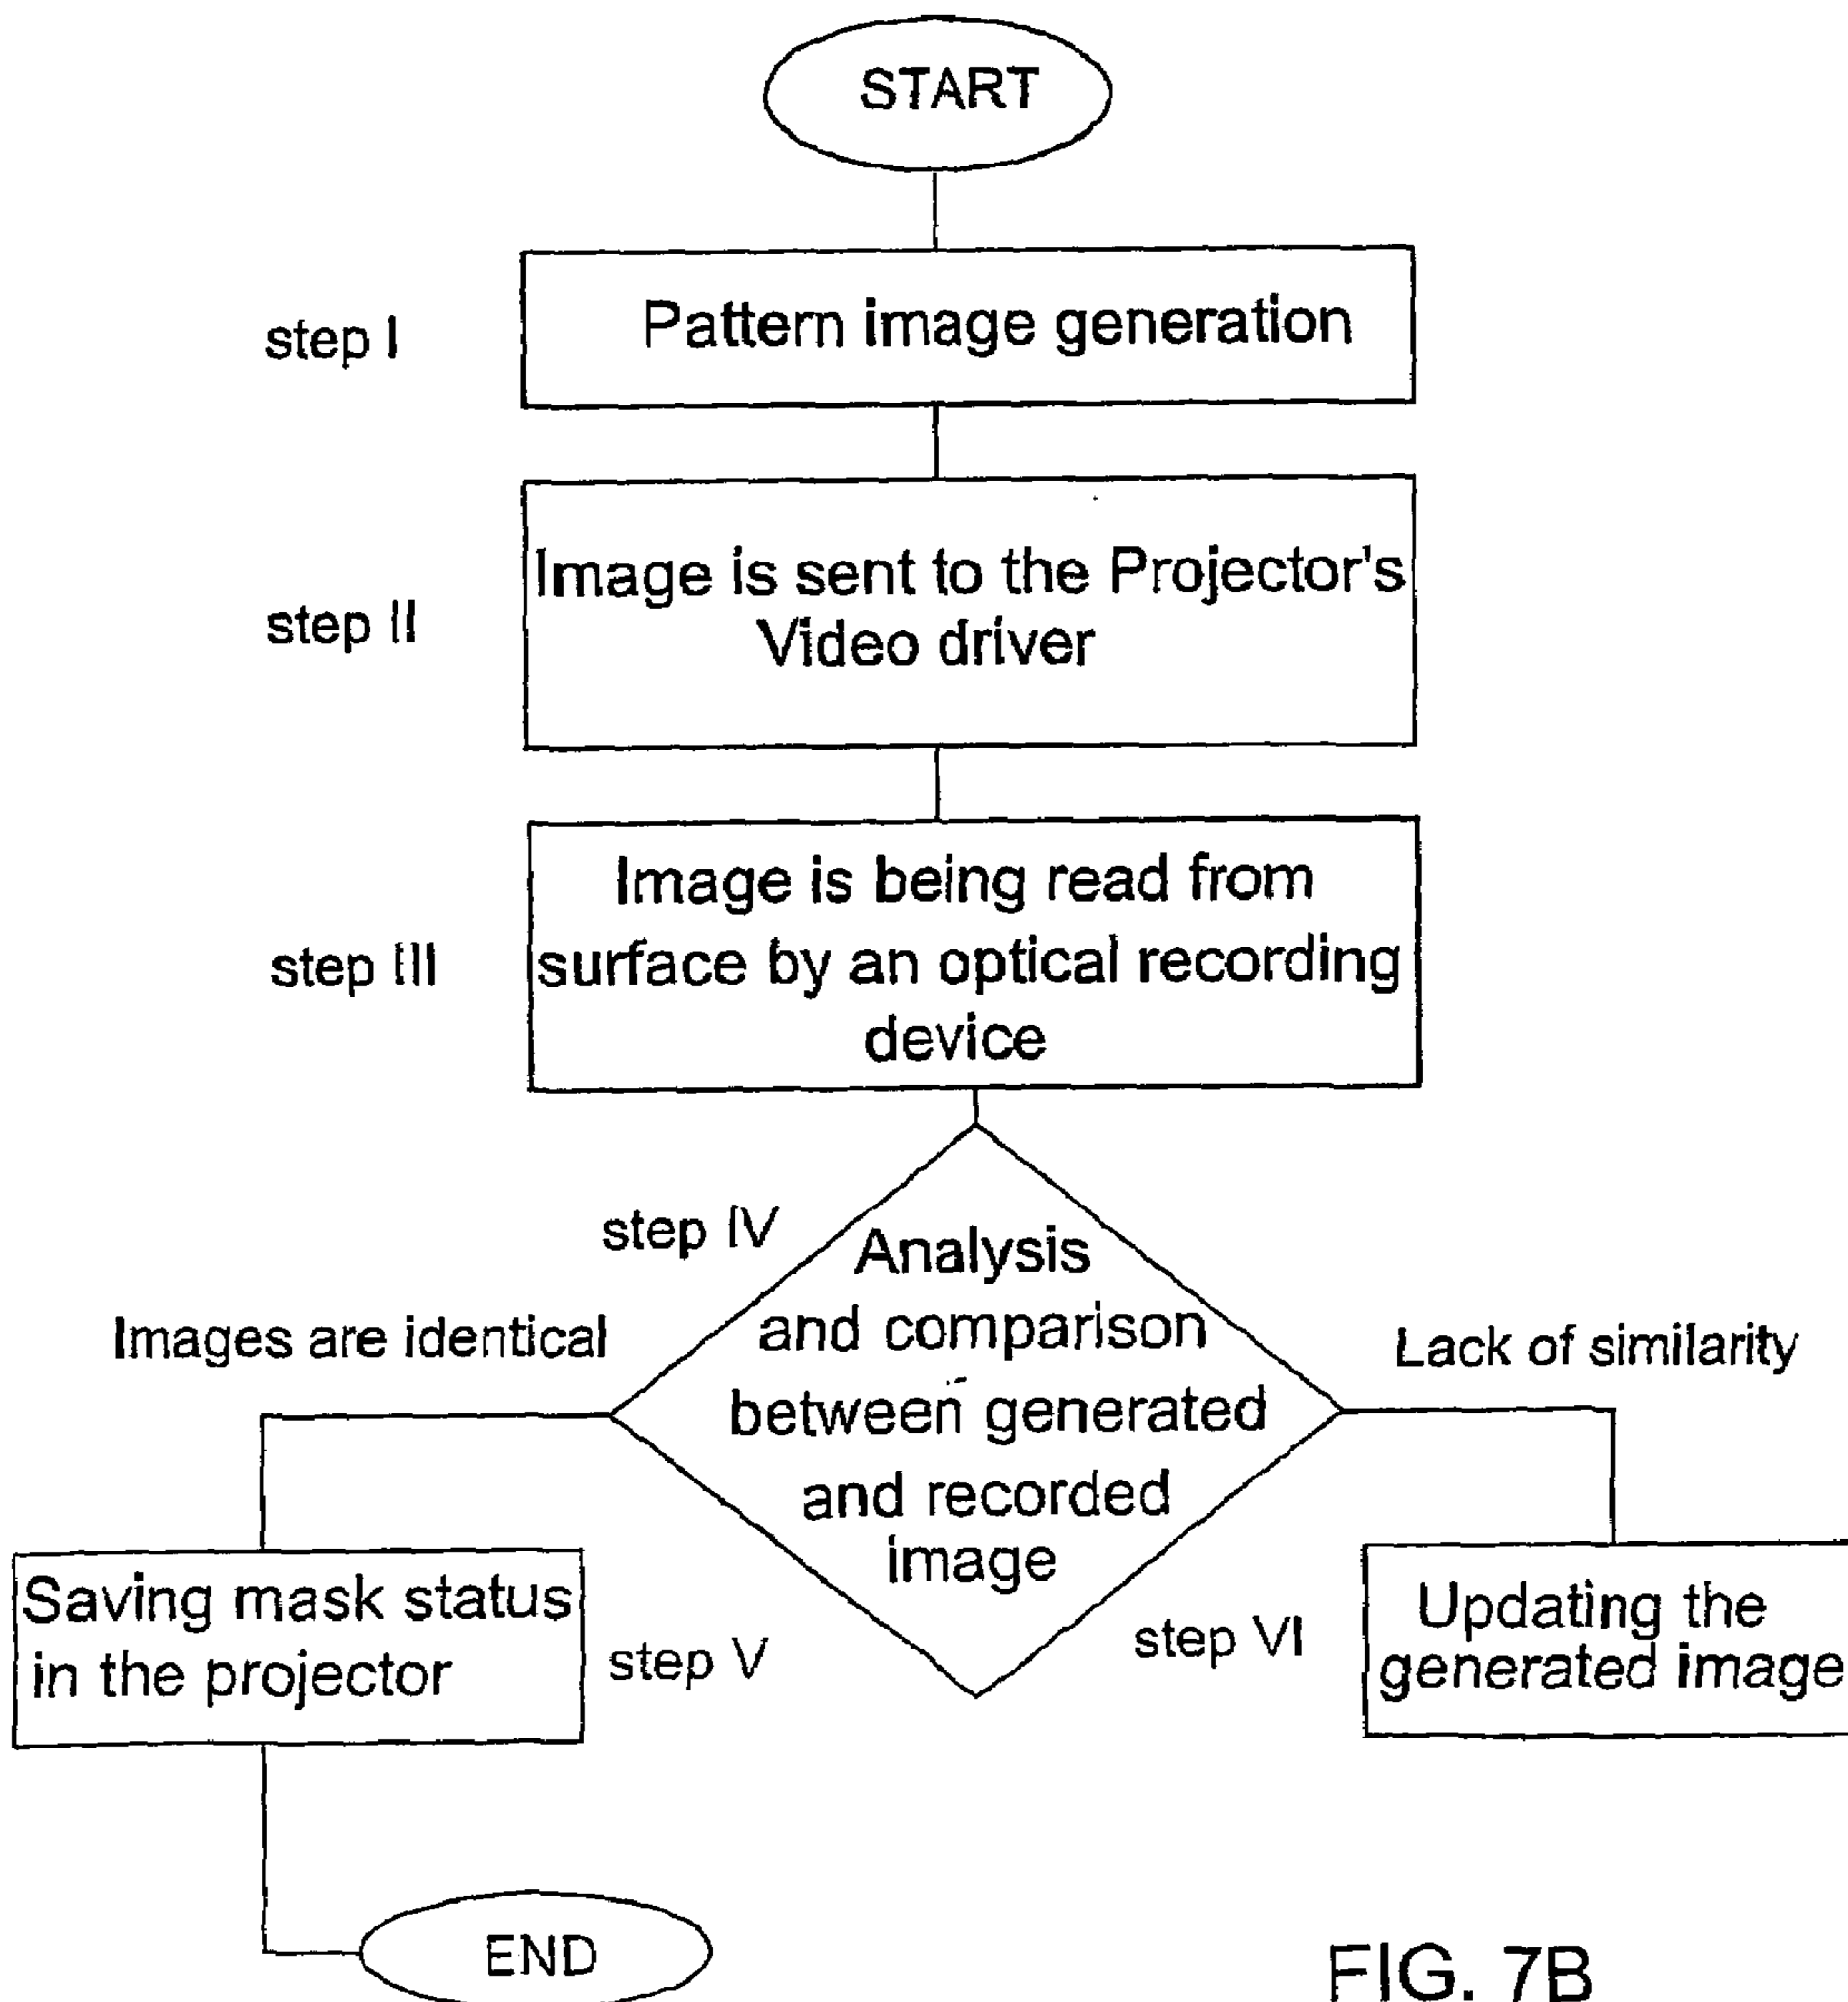 START
step I
Pattern image generation
step II
Image is sent to the Projector's
Video driver
step III
Image is being read from
surface by an optical recording
device
step IV
Analysis
and comparison
between generated
and recorded
image
Images are identical
Lack of similarity
Saving mask status
in the projector
step V
step VI
Updating the
generated image
END
FIG. 7B